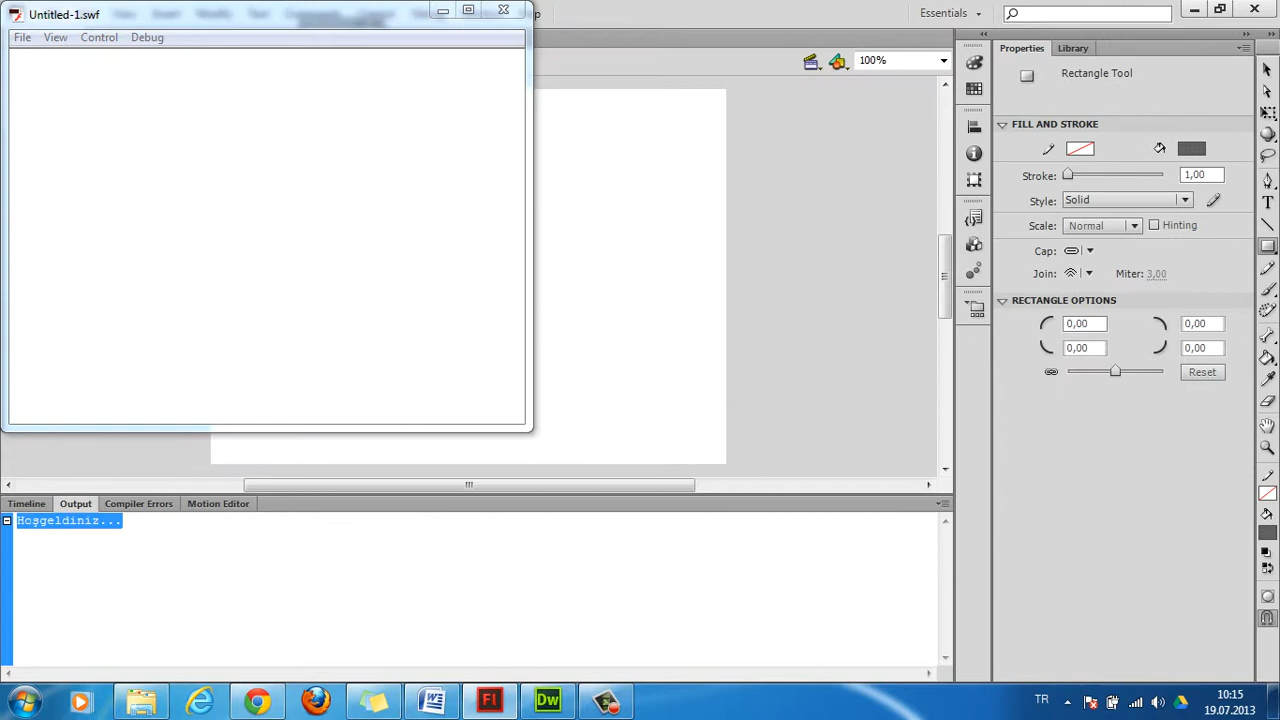 Untitled-1.swf
File View Control Debug
Essentials
100%
Properties Library
Rectangle Tool
FILL AND STROKE
Stroke: 1,00
Style: Solid
Scale: Normal Hinting
Cap:
Join: Miter: 3,00
RECTANGLE OPTIONS
0,00 0,00
0,00 0,00
Reset
Timeline Output Compiler Errors Motion Editor
Hoşgeldiniz...
Fl Dw
TR
10:15
19.07.2013